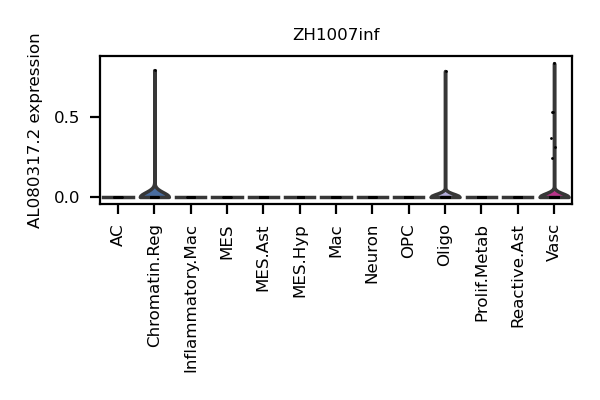 ZH1007inf
AL080317.2 expression
0.5
0.0
AC
Chromatin.Reg
Inflammatory.Mac
MES
MES.Ast
MES.Hyp
Mac
Neuron
OPC
Oligo
Prolif.Metab
Reactive.Ast
Vasc